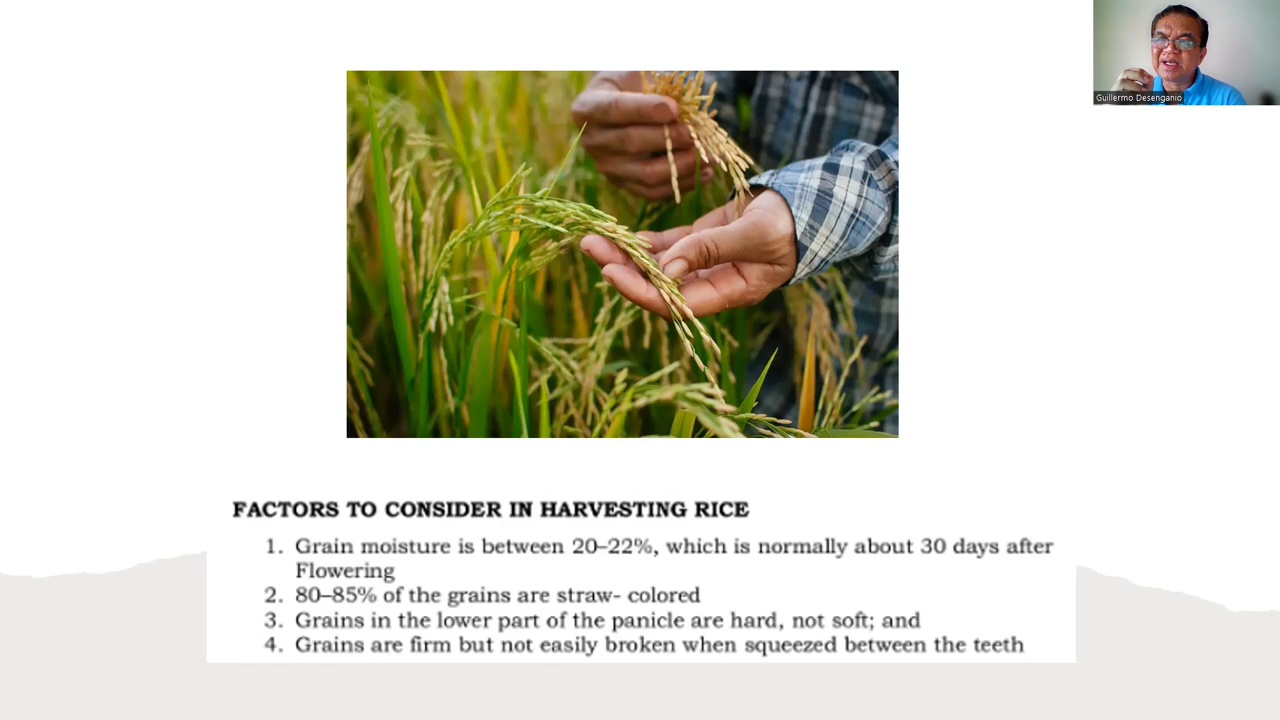 Guillermo Desenganio
FACTORS TO CONSIDER IN HARVESTING RICE
1. Grain moisture is between 20–22%, which is normally about 30 days after
Flowering
2. 80–85% of the grains are straw- colored
3. Grains in the lower part of the panicle are hard, not soft; and
4. Grains are firm but not easily broken when squeezed between the teeth